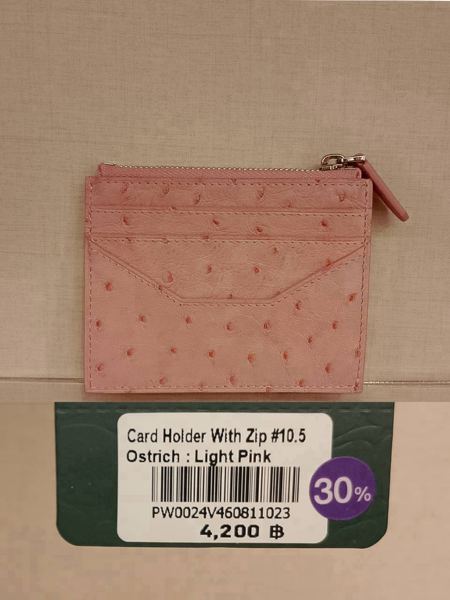 Card Holder With Zip #10.5
Ostrich : Light Pink
30%
PW0024V460811023
4,200 ฿